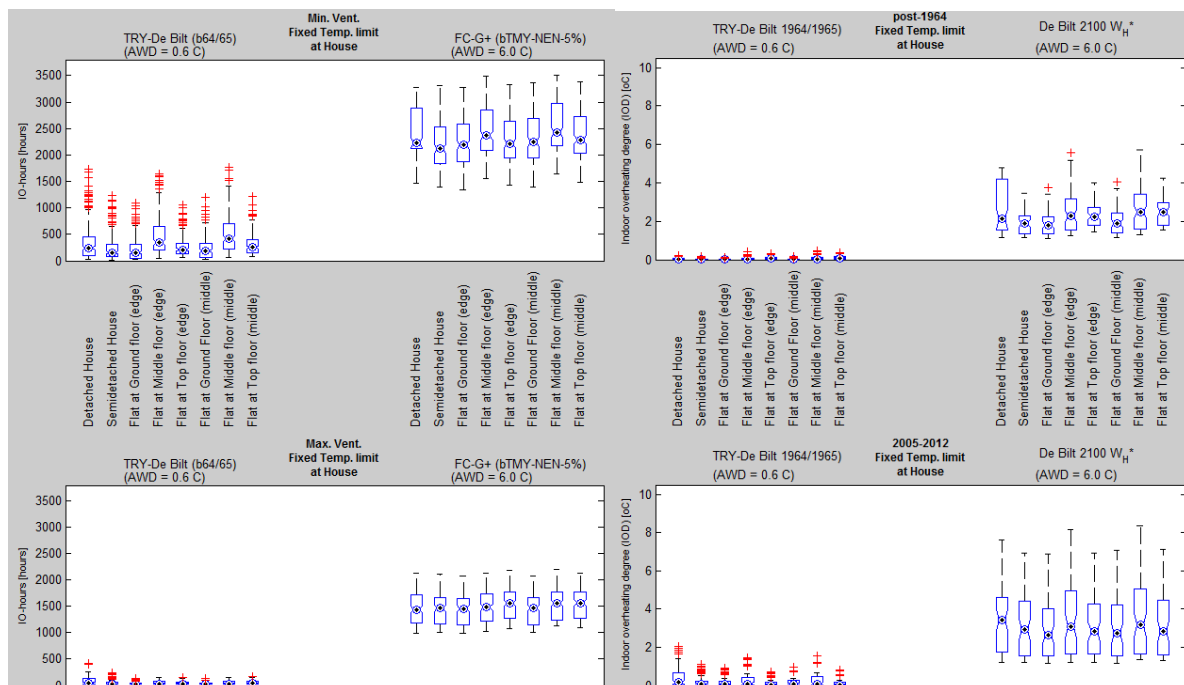 Min. Vent.
Fixed Temp. limit
at House
TRY-De Bilt (b64/65)
(AWD = 0.6 C)
FC-G+ (bTMY-NEN-5%)
(AWD = 6.0 C)
IO-hours [hours]
3500
3000
2500
2000
1500
1000
500
0
Detached House
Semidetached House
Flat at Ground floor (edge)
Flat at Middle floor (edge)
Flat at Top floor (edge)
Flat at Ground Floor (middle)
Flat at Middle floor (middle)
Flat at Top floor (middle)
Detached House
Semidetached House
Flat at Ground floor (edge)
Flat at Middle floor (edge)
Flat at Top floor (edge)
Flat at Ground Floor (middle)
Flat at Middle floor (middle)
Flat at Top floor (middle)
post-1964
Fixed Temp. limit
at House
TRY-De Bilt 1964/1965
(AWD = 0.6 C)
De Bilt 2100 W_H*
(AWD = 6.0 C)
Indoor overheating degree (IOD) [oC]
10
8
6
4
2
0
Detached House
Semidetached House
Flat at Ground floor (edge)
Flat at Middle floor (edge)
Flat at Top floor (edge)
Flat at Ground floor (middle)
Flat at Middle floor (middle)
Flat at Top floor (middle)
Detached House
Semidetached House
Flat at Ground floor (edge)
Flat at Middle floor (edge)
Flat at Top floor (edge)
Flat at Ground floor (middle)
Flat at Middle floor (middle)
Flat at Top floor (middle)
Max. Vent.
Fixed Temp. limit
at House
TRY-De Bilt (b64/65)
(AWD = 0.6 C)
FC-G+ (bTMY-NEN-5%)
(AWD = 6.0 C)
IO-hours [hours]
3500
3000
2500
2000
1500
1000
500
0
2005-2012
Fixed Temp. limit
at House
TRY-De Bilt 1964/1965
(AWD = 0.6 C)
De Bilt 2100 W_H*
(AWD = 6.0 C)
Indoor overheating degree (IOD) [oC]
10
8
6
4
2
0